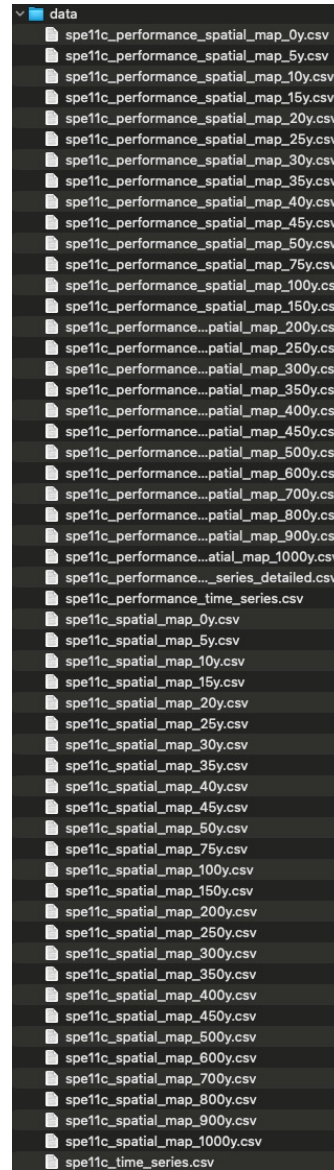 data
spe11c_performance_spatial_map_0y.csv
spe11c_performance_spatial_map_5y.csv
spe11c_performance_spatial_map_10y.csv
spe11c_performance_spatial_map_15y.csv
spe11c_performance_spatial_map_20y.csv
spe11c_performance_spatial_map_25y.csv
spe11c_performance_spatial_map_30y.csv
spe11c_performance_spatial_map_35y.csv
spe11c_performance_spatial_map_40y.csv
spe11c_performance_spatial_map_45y.csv
spe11c_performance_spatial_map_50y.csv
spe11c_performance_spatial_map_75y.csv
spe11c_performance_spatial_map_100y.cs
spe11c_performance_spatial_map_150y.cs
spe11c_performance...patial_map_200y.cs
spe11c_performance...patial_map_250y.cs
spe11c_performance...patial_map_300y.cs
spe11c_performance...patial_map_350y.cs
spe11c_performance...patial_map_400y.cs
spe11c_performance...patial_map_450y.cs
spe11c_performance...patial_map_500y.cs
spe11c_performance...patial_map_600y.cs
spe11c_performance...patial_map_700y.cs
spe11c_performance...patial_map_800y.cs
spe11c_performance...patial_map_900y.cs
spe11c_performance...atial_map_1000y.csv
spe11c_performance..._series_detailed.csv
spe11c_performance_time_series.csv
spe11c_spatial_map_0y.csv
spe11c_spatial_map_5y.csv
spe11c_spatial_map_10y.csv
spe11c_spatial_map_15y.csv
spe11c_spatial_map_20y.csv
spe11c_spatial_map_25y.csv
spe11c_spatial_map_30y.csv
spe11c_spatial_map_35y.csv
spe11c_spatial_map_40y.csv
spe11c_spatial_map_45y.csv
spe11c_spatial_map_50y.csv
spe11c_spatial_map_75y.csv
spe11c_spatial_map_100y.csv
spe11c_spatial_map_150y.csv
spe11c_spatial_map_200y.csv
spe11c_spatial_map_250y.csv
spe11c_spatial_map_300y.csv
spe11c_spatial_map_350y.csv
spe11c_spatial_map_400y.csv
spe11c_spatial_map_450y.csv
spe11c_spatial_map_500y.csv
spe11c_spatial_map_600y.csv
spe11c_spatial_map_700y.csv
spe11c_spatial_map_800y.csv
spe11c_spatial_map_900y.csv
spe11c_spatial_map_1000y.csv
spe11c_time_series.csv